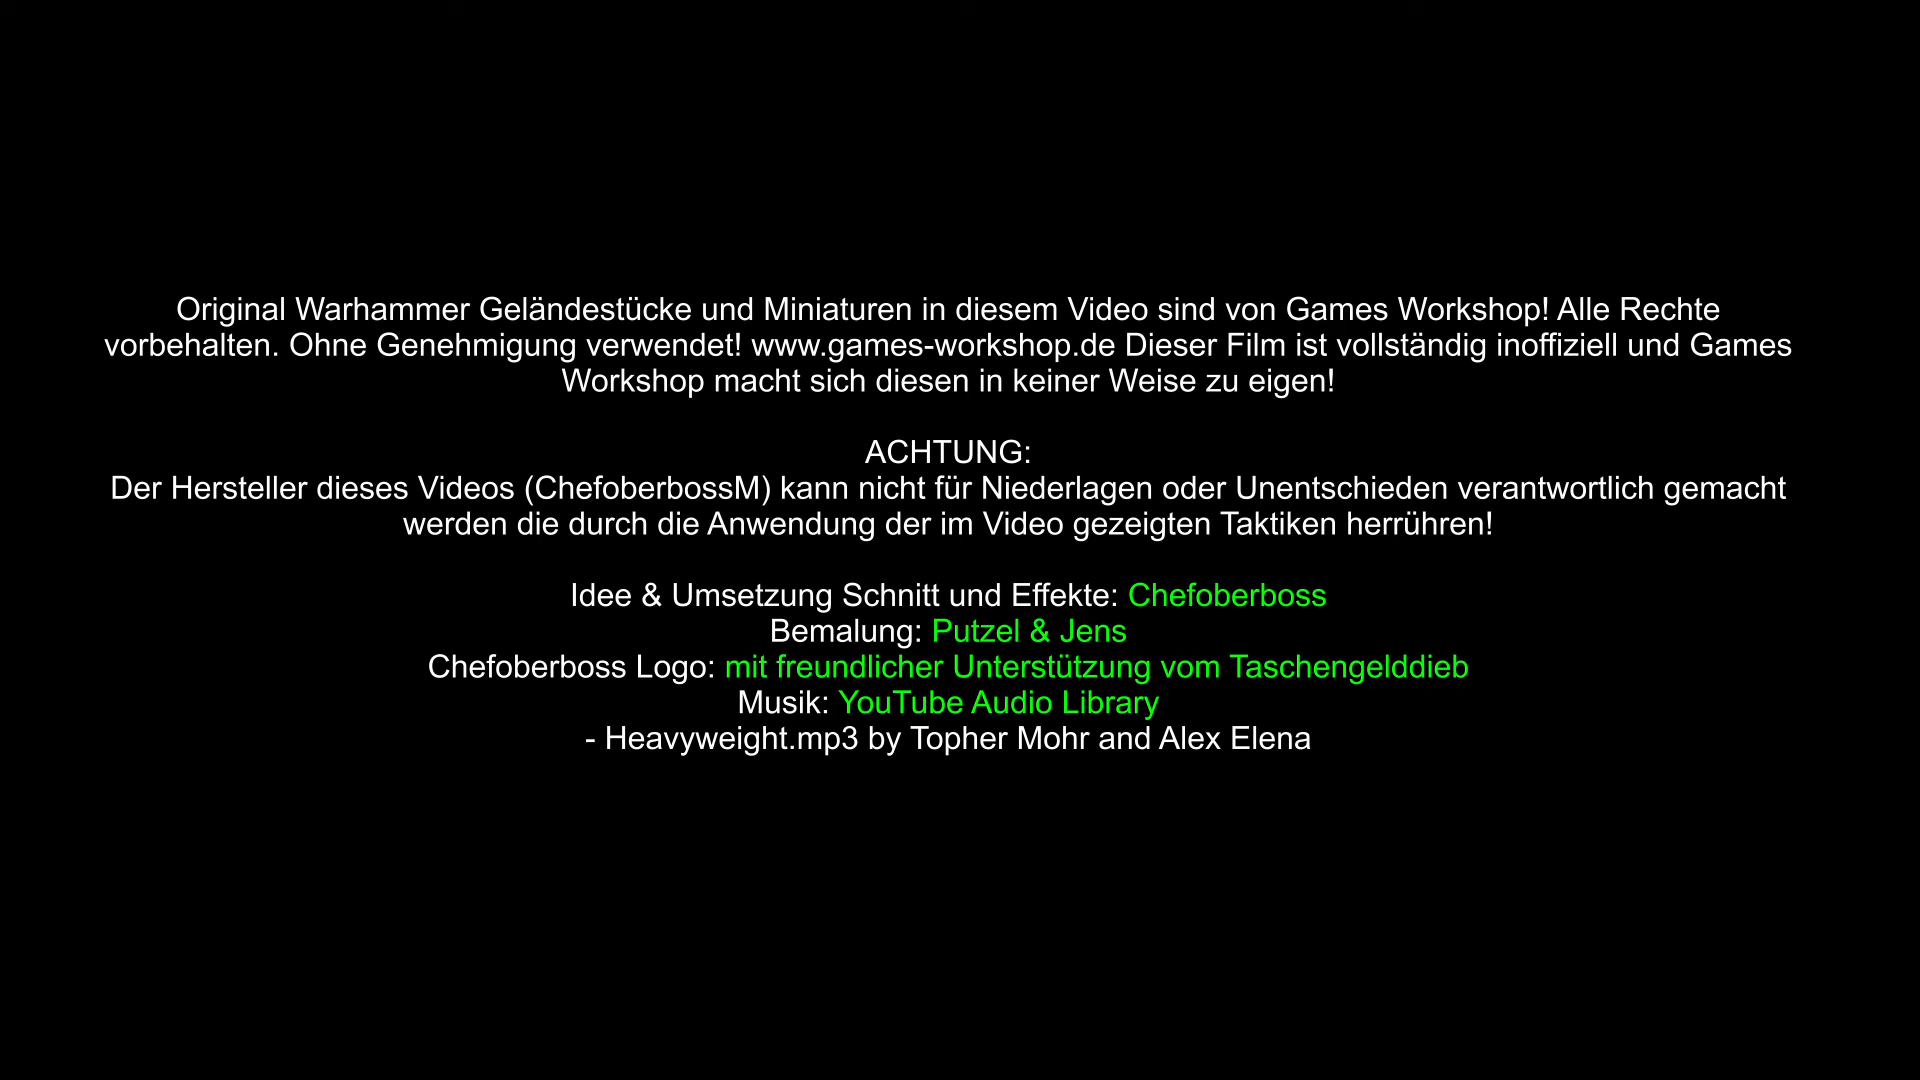 Original Warhammer Geländestücke und Miniaturen in diesem Video sind von Games Workshop! Alle Rechte
vorbehalten. Ohne Genehmigung verwendet! www.games-workshop.de Dieser Film ist vollständig inoffiziell und Games
Workshop macht sich diesen in keiner Weise zu eigen!
ACHTUNG:
Der Hersteller dieses Videos (ChefoberbossM) kann nicht für Niederlagen oder Unentschieden verantwortlich gemacht
werden die durch die Anwendung der im Video gezeigten Taktiken herrühren!
Idee & Umsetzung Schnitt und Effekte: Chefoberboss
Bemalung: Putzel & Jens
Chefoberboss Logo: mit freundlicher Unterstützung vom Taschengelddieb
Musik: YouTube Audio Library
- Heavyweight.mp3 by Topher Mohr and Alex Elena